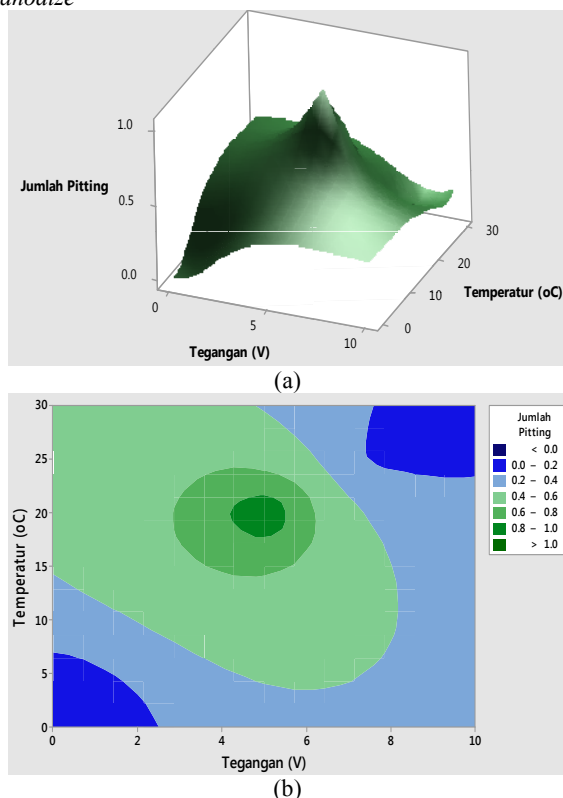 anodize
1.0
Jumlah Pitting
0.5
0.0
0
5
10
Tegangan (V)
0
10
20
30
Temperatur (oC)
(a)
30
25
20
15
10
5
0
Temperatur (oC)
0 2 4 6 8 10
Tegangan (V)
Jumlah
Pitting
< 0.0
0.0 – 0.2
0.2 – 0.4
0.4 – 0.6
0.6 – 0.8
0.8 – 1.0
> 1.0
(b)